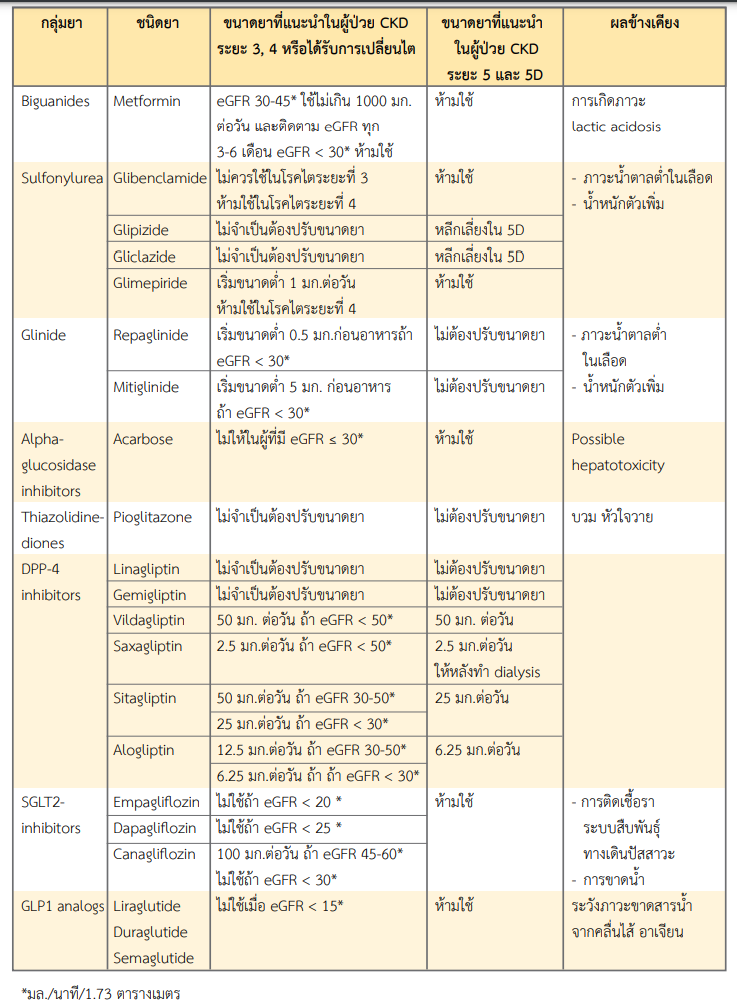 กลุ่มยา
ชนิดยา
ขนาดยาที่แนะนำในผู้ป่วย CKD
ระยะ 3, 4 หรือได้รับการเปลี่ยนไต
ขนาดยาที่แนะนำ
ในผู้ป่วย CKD
ระยะ 5 และ 5D
ผลข้างเคียง
Biguanides
Metformin
eGFR 30-45* ใช้ไม่เกิน 1000 มก.
ต่อวัน และติดตาม eGFR ทุก
3-6 เดือน eGFR < 30* ห้ามใช้
ห้ามใช้
การเกิดภาวะ
lactic acidosis
Sulfonylurea
Glibenclamide
ไม่ควรใช้ในโรคไตระยะที่ 3
ห้ามใช้ในโรคไตระยะที่ 4
ห้ามใช้
- ภาวะน้ำตาลต่ำในเลือด
- น้ำหนักตัวเพิ่ม
Glipizide
ไม่จำเป็นต้องปรับขนาดยา
หลีกเลี่ยงใน 5D
Gliclazide
ไม่จำเป็นต้องปรับขนาดยา
หลีกเลี่ยงใน 5D
Glimepiride
เริ่มขนาดต่ำ 1 มก.ต่อวัน
ห้ามใช้ในโรคไตระยะที่ 4
ห้ามใช้
Glinide
Repaglinide
เริ่มขนาดต่ำ 0.5 มก.ก่อนอาหารถ้า
eGFR < 30*
ไม่ต้องปรับขนาดยา
- ภาวะน้ำตาลต่ำ
ในเลือด
- น้ำหนักตัวเพิ่ม
Mitiglinide
เริ่มขนาดต่ำ 5 มก. ก่อนอาหาร
ถ้า eGFR < 30*
ไม่ต้องปรับขนาดยา
Alpha-
glucosidase
inhibitors
Acarbose
ไม่ให้ในผู้ที่มี eGFR ≤ 30*
ห้ามใช้
Possible
hepatotoxicity
Thiazolidine-
diones
Pioglitazone
ไม่จำเป็นต้องปรับขนาดยา
ไม่ต้องปรับขนาดยา
บวม หัวใจวาย
DPP-4
inhibitors
Linagliptin
ไม่จำเป็นต้องปรับขนาดยา
ไม่ต้องปรับขนาดยา
Gemigliptin
ไม่จำเป็นต้องปรับขนาดยา
ไม่ต้องปรับขนาดยา
Vildagliptin
50 มก. ต่อวัน ถ้า eGFR < 50*
50 มก. ต่อวัน
Saxagliptin
2.5 มก.ต่อวัน ถ้า eGFR < 50*
2.5 มก.ต่อวัน
ให้หลังทำ dialysis
Sitagliptin
50 มก.ต่อวัน ถ้า eGFR 30-50*
25 มก.ต่อวัน ถ้า eGFR < 30*
25 มก.ต่อวัน
Alogliptin
12.5 มก.ต่อวัน ถ้า eGFR 30-50*
6.25 มก.ต่อวัน ถ้า ถ้า eGFR < 30*
6.25 มก.ต่อวัน
SGLT2-
inhibitors
Empagliflozin
ไม่ใช้ถ้า eGFR < 20 *
ห้ามใช้
- การติดเชื้อรา
ระบบสืบพันธุ์
ทางเดินปัสสาวะ
- การขาดน้ำ
Dapagliflozin
ไม่ใช้ถ้า eGFR < 25 *
Canagliflozin
100 มก.ต่อวัน ถ้า eGFR 45-60*
ไม่ใช้ถ้า eGFR < 30*
GLP1 analogs
Liraglutide
Duraglutide
Semaglutide
ไม่ใช้เมื่อ eGFR < 15*
ห้ามใช้
ระวังภาวะขาดสารน้ำ
จากคลื่นไส้ อาเจียน
*มล./นาที/1.73 ตารางเมตร